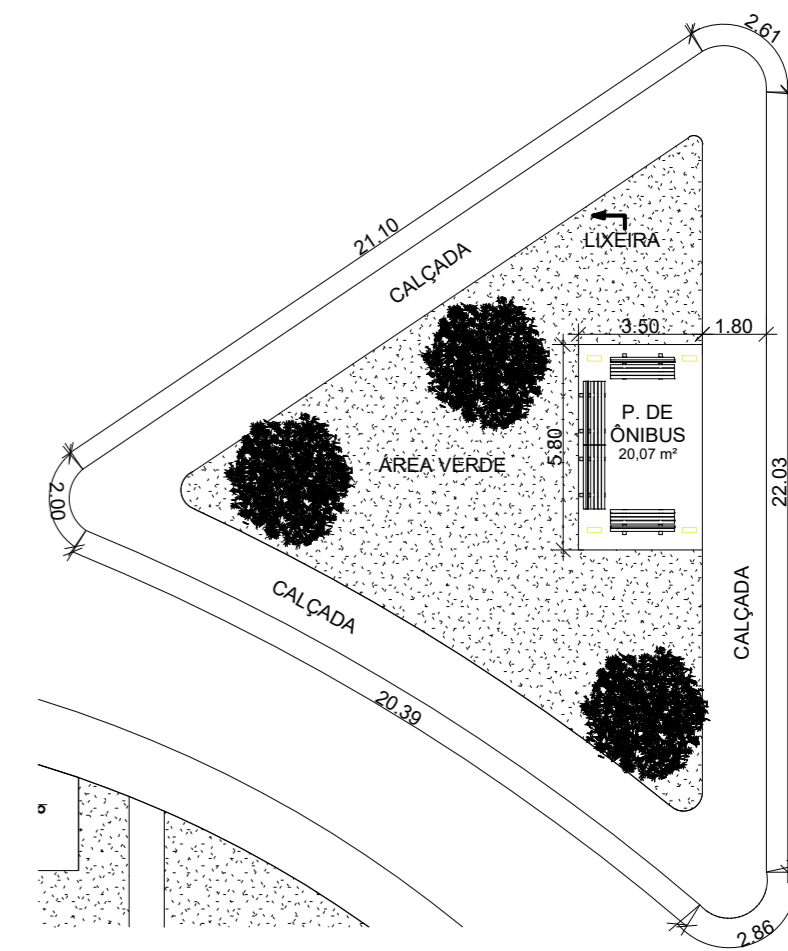 2.61
21.10
CALÇADA
LIXEIRA
3.50
1.80
P. DE
ÔNIBUS
20,07 m²
5.80
ÁREA VERDE
22.03
2.00
CALÇADA
CALÇADA
20.39
2.86